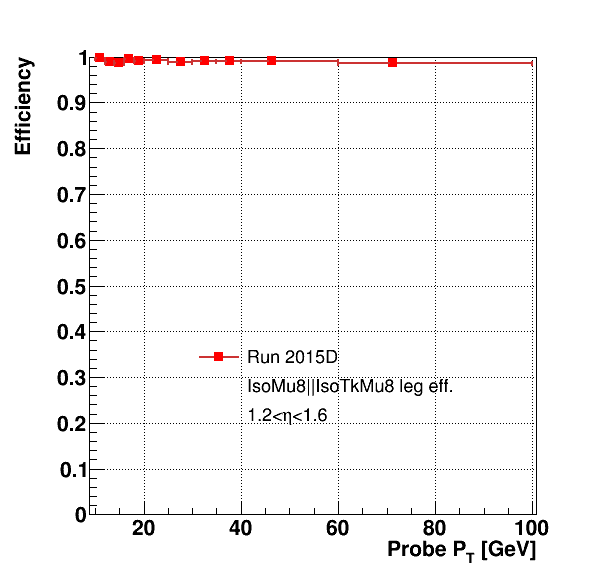 Efficiency
1
0.9
0.8
0.7
0.6
0.5
0.4
0.3
0.2
0.1
0
Run 2015D
IsoMu8||IsoTkMu8 leg eff.
1.2<η<1.6
20 40 60 80 100
Probe P_T [GeV]